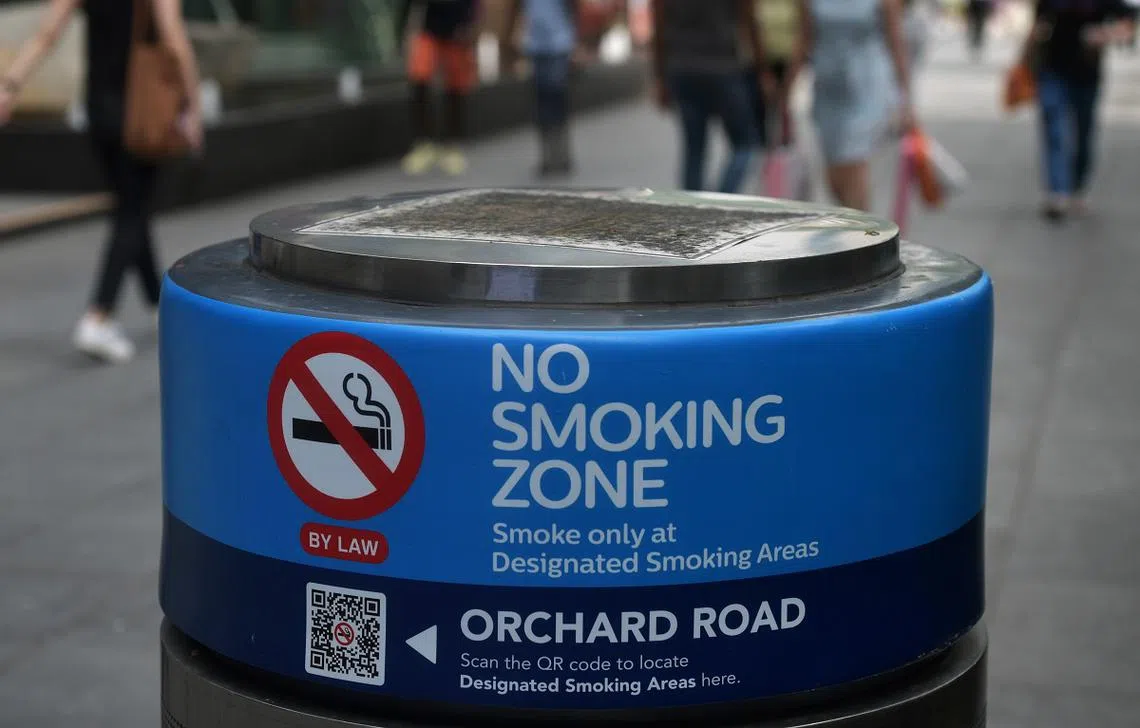 NO
SMOKING
ZONE
Smoke only at
Designated Smoking Areas
BY LAW
ORCHARD ROAD
Scan the QR code to locate
Designated Smoking Areas here.